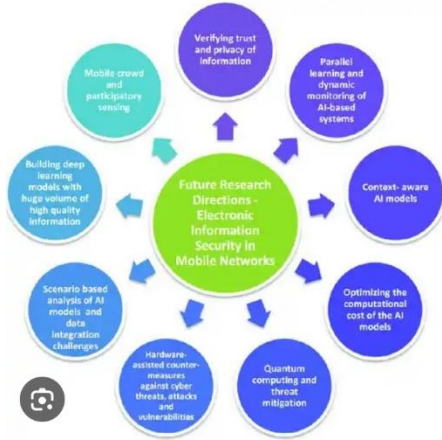 Verifying trust
and privacy of
information
Parallel
learning and
dynamic
monitoring of
AI-based
systems
Context- aware
AI models
Optimizing the
computational
cost of the AI
models
Quantum
computing and
threat
mitigation
Hardware-
assisted counter-
measures
against cyber
threats, attacks
and
vulnerabilities
Scenario based
analysis of AI
models and
data
integration
challenges
Building deep
learning
models with
huge volume of
high quality
information
Mobile crowd
and
participatory
sensing
Future Research
Directions -
Electronic
Information
Security in
Mobile Networks